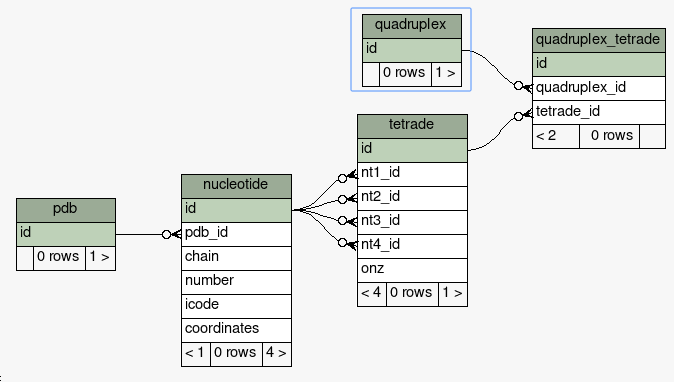 quadruplex
id
0 rows 1 >
quadruplex_tetrade
id
quadruplex_id
tetrade_id
< 2 0 rows
tetrade
id
nt1_id
nt2_id
nt3_id
nt4_id
onz
< 4 0 rows 1 >
nucleotide
id
pdb_id
chain
number
icode
coordinates
< 1 0 rows 4 >
pdb
id
0 rows 1 >